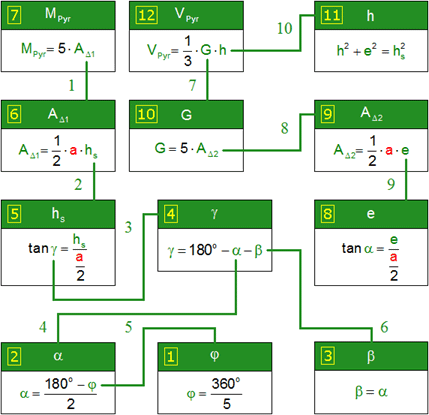 7 M_Pyr
M_Pyr = 5 · A_Δ1
12 V_Pyr
V_Pyr = 1/3 · G · h
10
11 h
h² + e² = h_s²
1
7
6 A_Δ1
A_Δ1 = 1/2 · a · h_s
10 G
G = 5 · A_Δ2
8
9 A_Δ2
A_Δ2 = 1/2 · a · e
2
9
5 h_s
tan γ = h_s/(a/2)
3
4 γ
γ = 180° − α − β
8 e
tan α = e/(a/2)
4
5
6
2 α
α = (180° − φ)/2
1 φ
φ = 360°/5
3 β
β = α